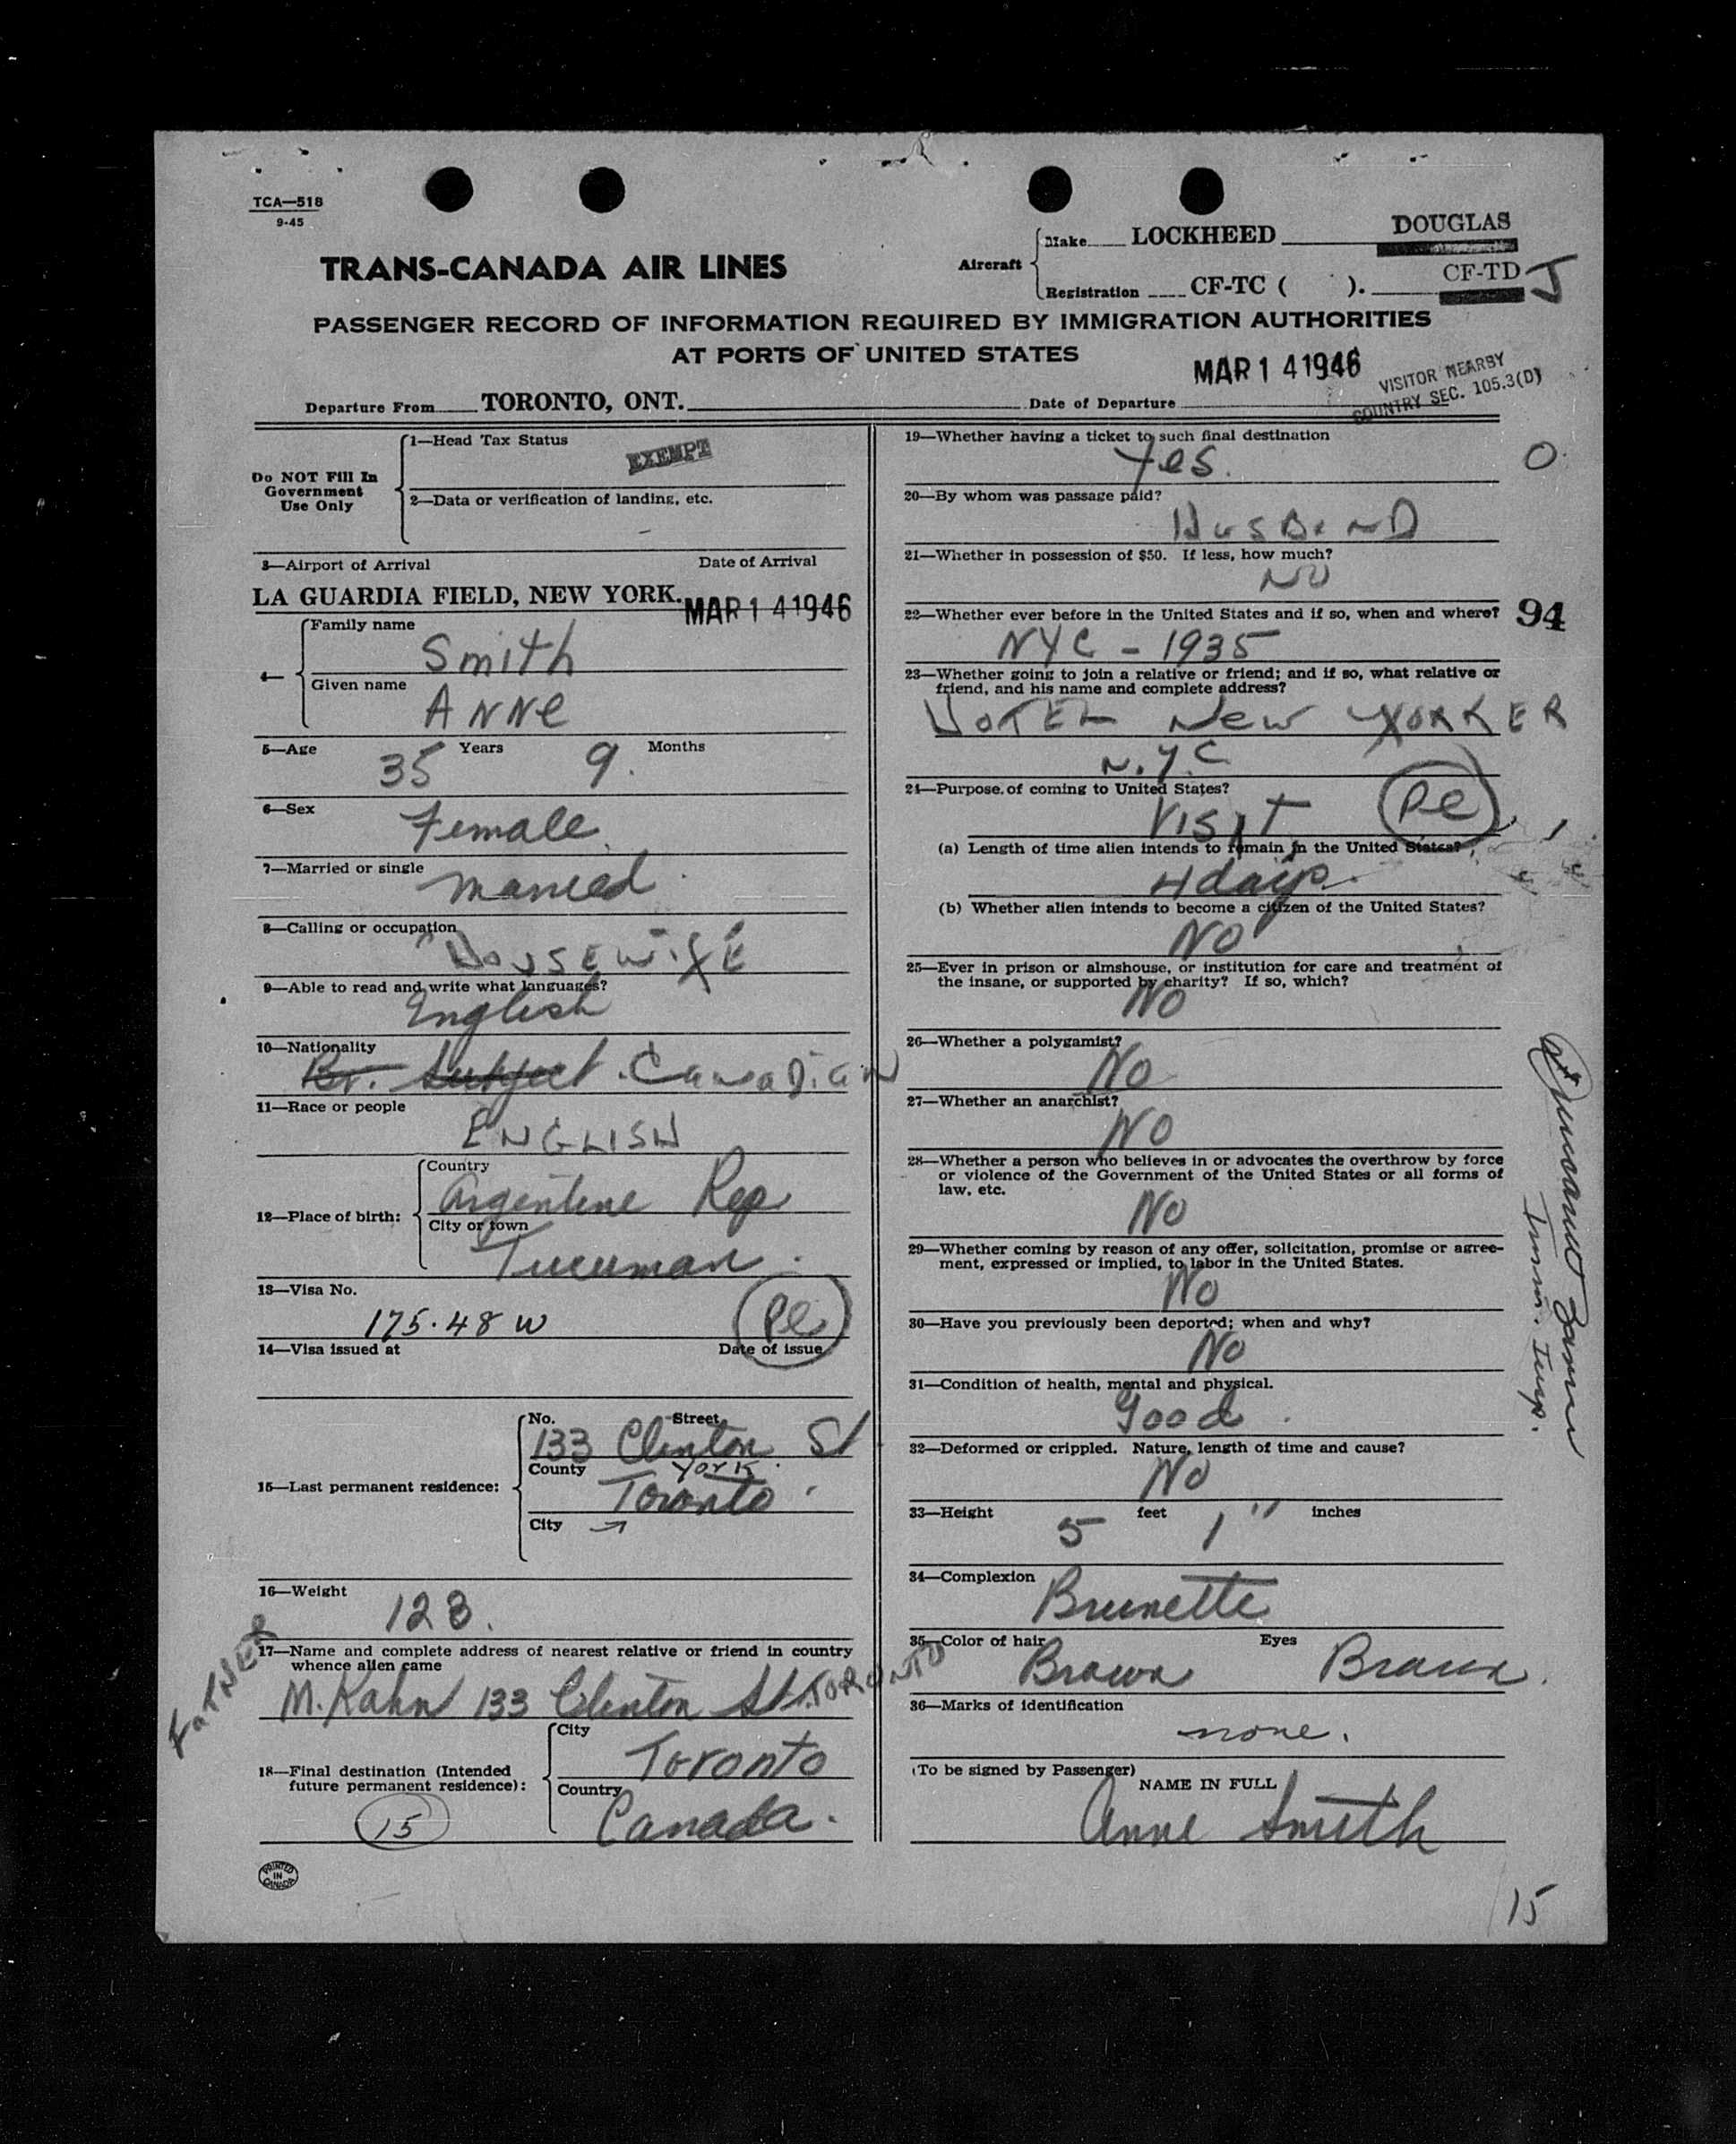 TCA—518
9-45
TRANS-CANADA AIR LINES
Aircraft
Make LOCKHEED DOUGLAS
Registration CF-TC ( ). CF-TD J
PASSENGER RECORD OF INFORMATION REQUIRED BY IMMIGRATION AUTHORITIES
AT PORTS OF UNITED STATES
MAR 14 1946
VISITOR NEARBY
COUNTRY SEC. 105.3(D)
Departure From TORONTO, ONT. Date of Departure
Do NOT Fill In
Government
Use Only
1—Head Tax Status
EXEMPT
2—Data or verification of landing, etc.
3—Airport of Arrival Date of Arrival
LA GUARDIA FIELD, NEW YORK. MAR 14 1946
4—
Family name
Smith
Given name
ANNe
5—Age 35 Years 9. Months
6—Sex
Female
7—Married or single
Married
8—Calling or occupation
HOUSEWIFE
9—Able to read and write what languages?
English
10—Nationality
Br. Subject. CanaDian
11—Race or people
ENGLISH
12—Place of birth:
Country
Argentine Rep
City or town
Tucuman.
13—Visa No.
175.48 W
14—Visa issued at Date of issue
15—Last permanent residence:
No. Street
133 Clinton St
County York
Toronto
City
16—Weight
123.
FATHER
17—Name and complete address of nearest relative or friend in country
whence alien came
M. Kahn 133 Clinton St. TORONTO
18—Final destination (Intended
future permanent residence):
City
Toronto
Country
Canada.
15
PRINTED
IN
CANADA
19—Whether having a ticket to such final destination
Yes.
O
20—By whom was passage paid?
HUSBAND
21—Whether in possession of $50. If less, how much?
NO
22—Whether ever before in the United States and if so, when and where?
94
NYC - 1935
23—Whether going to join a relative or friend; and if so, what relative or
friend, and his name and complete address?
HOTEL New YORKER
N.Y.C
24—Purpose of coming to United States?
VISIT
(a) Length of time alien intends to remain in the United States?
4 days.
(b) Whether alien intends to become a citizen of the United States?
NO
25—Ever in prison or almshouse, or institution for care and treatment of
the insane, or supported by charity? If so, which?
NO
26—Whether a polygamist?
No
27—Whether an anarchist?
NO
28—Whether a person who believes in or advocates the overthrow by force
or violence of the Government of the United States or all forms of
law, etc.
No
29—Whether coming by reason of any offer, solicitation, promise or agree-
ment, expressed or implied, to labor in the United States.
No
30—Have you previously been deported; when and why?
No
31—Condition of health, mental and physical.
Good.
32—Deformed or crippled. Nature, length of time and cause?
No
33—Height 5 feet 1" inches
34—Complexion
Brunette
35—Color of hair Eyes
Brown Brown.
36—Marks of identification
none.
(To be signed by Passenger)
NAME IN FULL
Anne Smith
Immi. Insp.
15